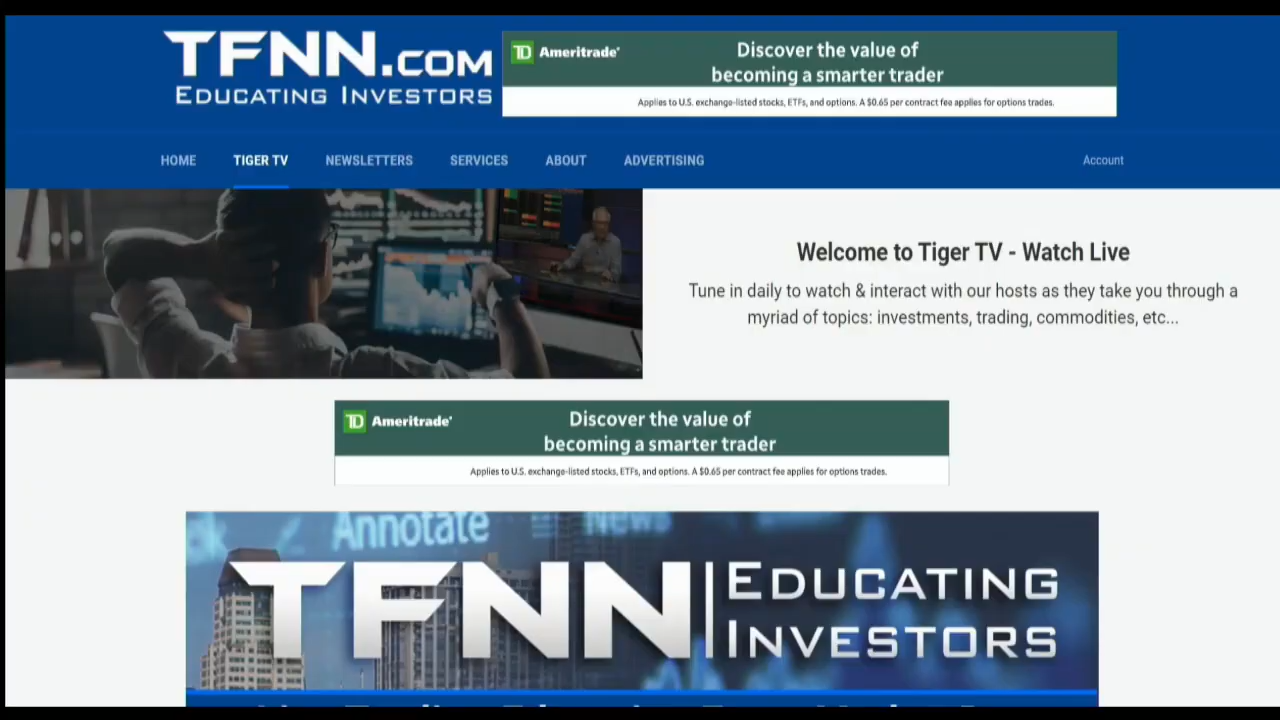 TFNN.COM
EDUCATING INVESTORS
TD Ameritrade
Discover the value of
becoming a smarter trader
Applies to U.S. exchange-listed stocks, ETFs, and options. A $0.65 per contract fee applies for options trades.
HOME TIGER TV NEWSLETTERS SERVICES ABOUT ADVERTISING Account
Welcome to Tiger TV - Watch Live
Tune in daily to watch & interact with our hosts as they take you through a
myriad of topics: investments, trading, commodities, etc...
TD Ameritrade
Discover the value of
becoming a smarter trader
Applies to U.S. exchange-listed stocks, ETFs, and options. A $0.65 per contract fee applies for options trades.
Annotate News
TFNN EDUCATING
INVESTORS